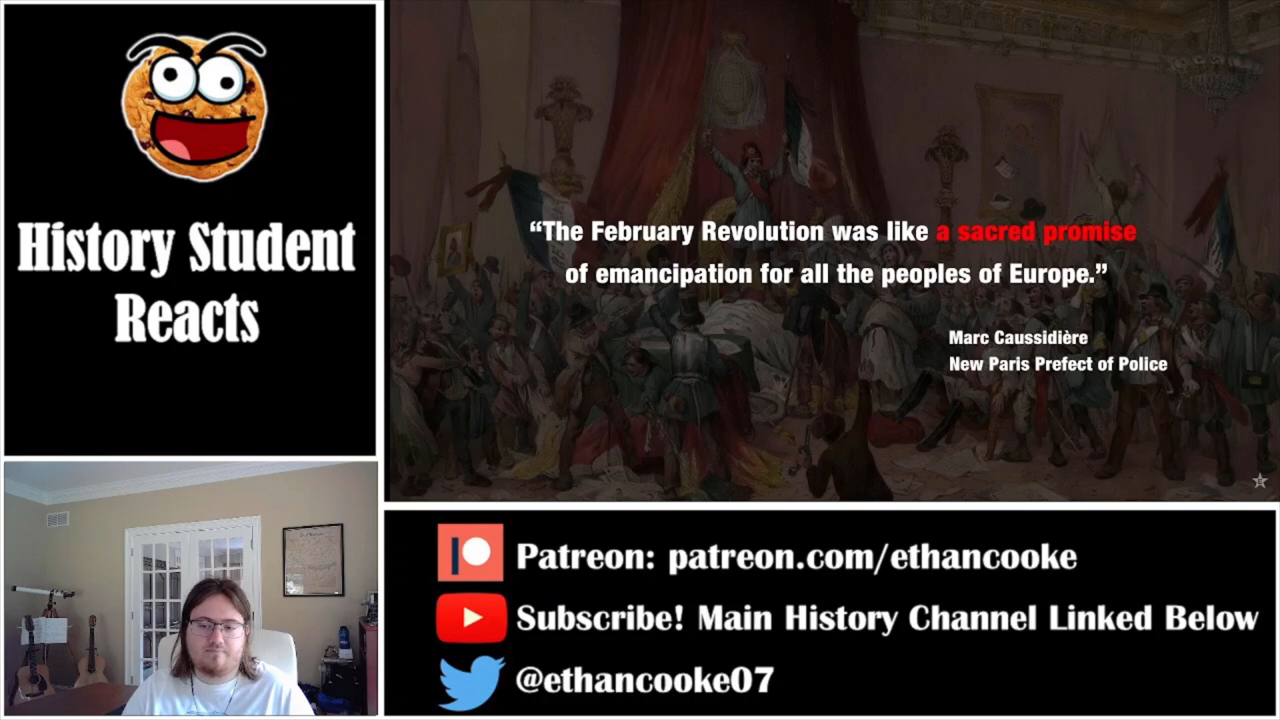 History Student
Reacts
“The February Revolution was like a sacred promise
of emancipation for all the peoples of Europe.”
Marc Caussidière
New Paris Prefect of Police
Patreon: patreon.com/ethancooke
Subscribe! Main History Channel Linked Below
@ethancooke07